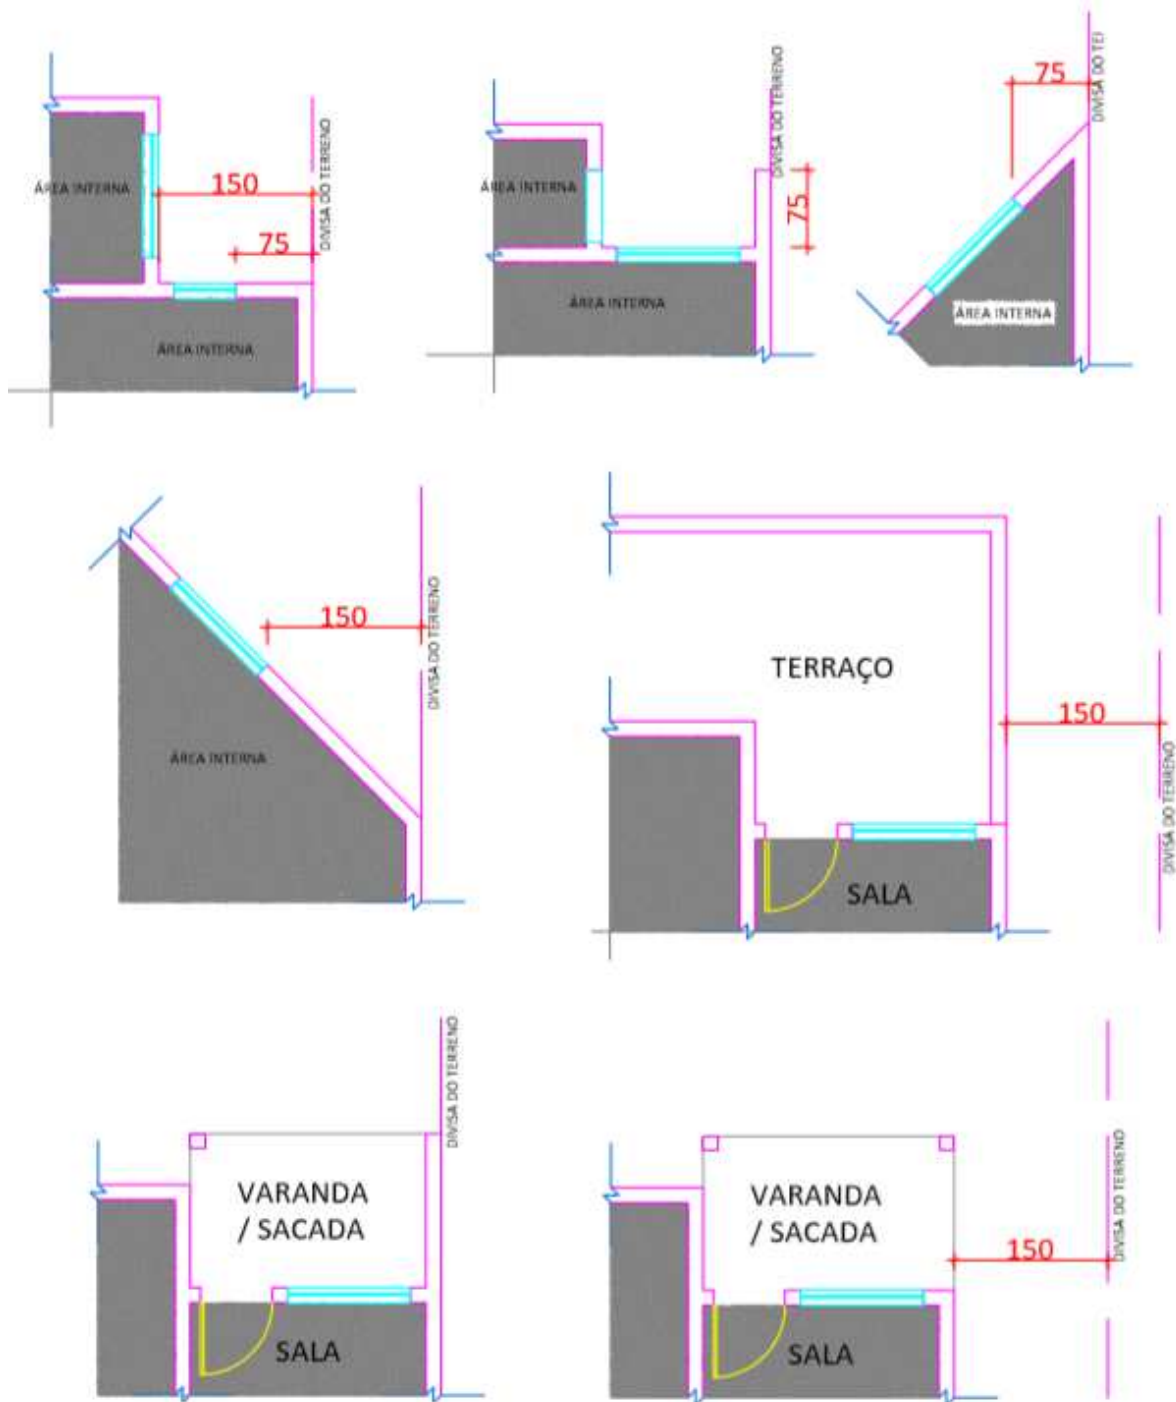 ÁREA INTERNA
150
75
DIVISA DO TERRENO
ÁREA INTERNA
ÁREA INTERNA
75
DIVISA DO TERRENO
ÁREA INTERNA
75
DIVISA DO TEI
ÁREA INTERNA
150
DIVISA DO TERRENO
ÁREA INTERNA
TERRAÇO
150
DIVISA DO TERRENO
SALA
DIVISA DO TERRENO
VARANDA
/ SACADA
SALA
VARANDA
/ SACADA
150
DIVISA DO TERRENO
SALA